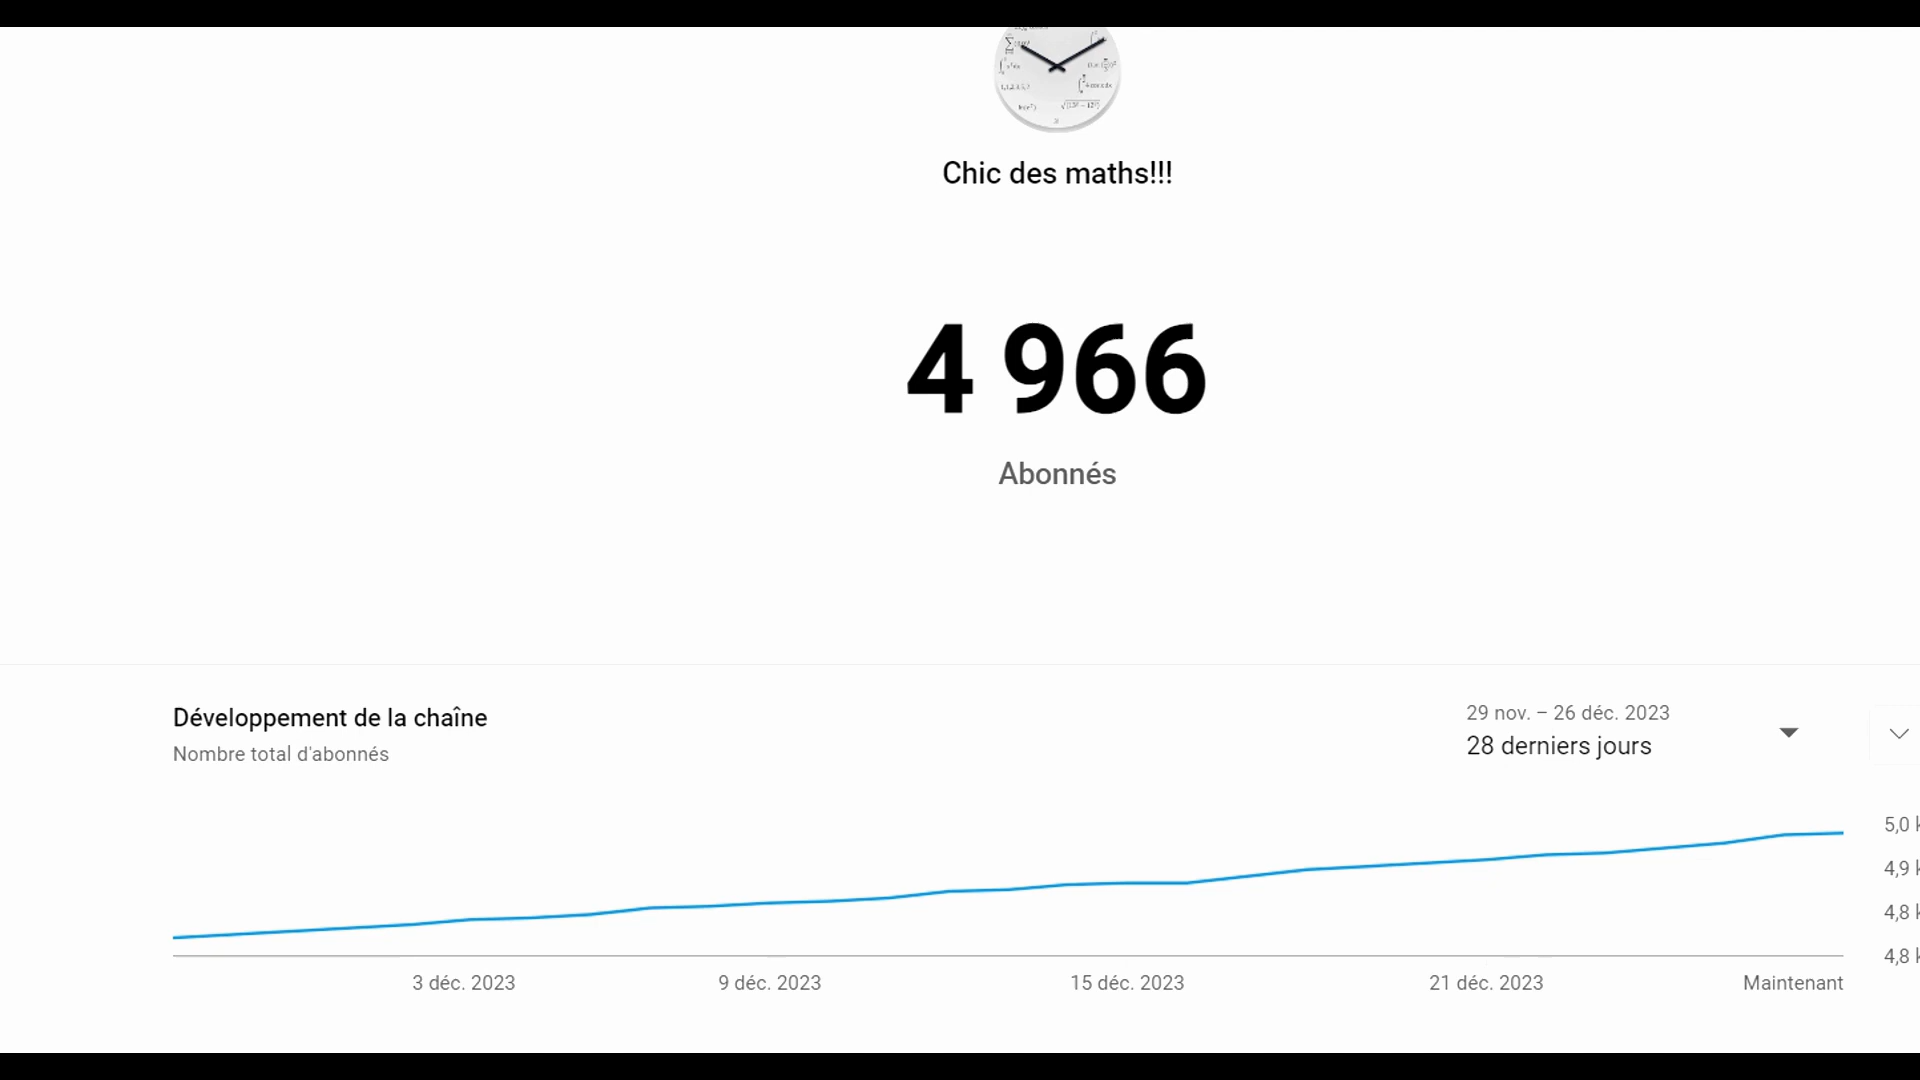 Chic des maths!!!
4 966
Abonnés
Développement de la chaîne
Nombre total d'abonnés
29 nov. – 26 déc. 2023
28 derniers jours
5,0 k
4,9 k
4,8 k
4,8 k
3 déc. 2023
9 déc. 2023
15 déc. 2023
21 déc. 2023
Maintenant